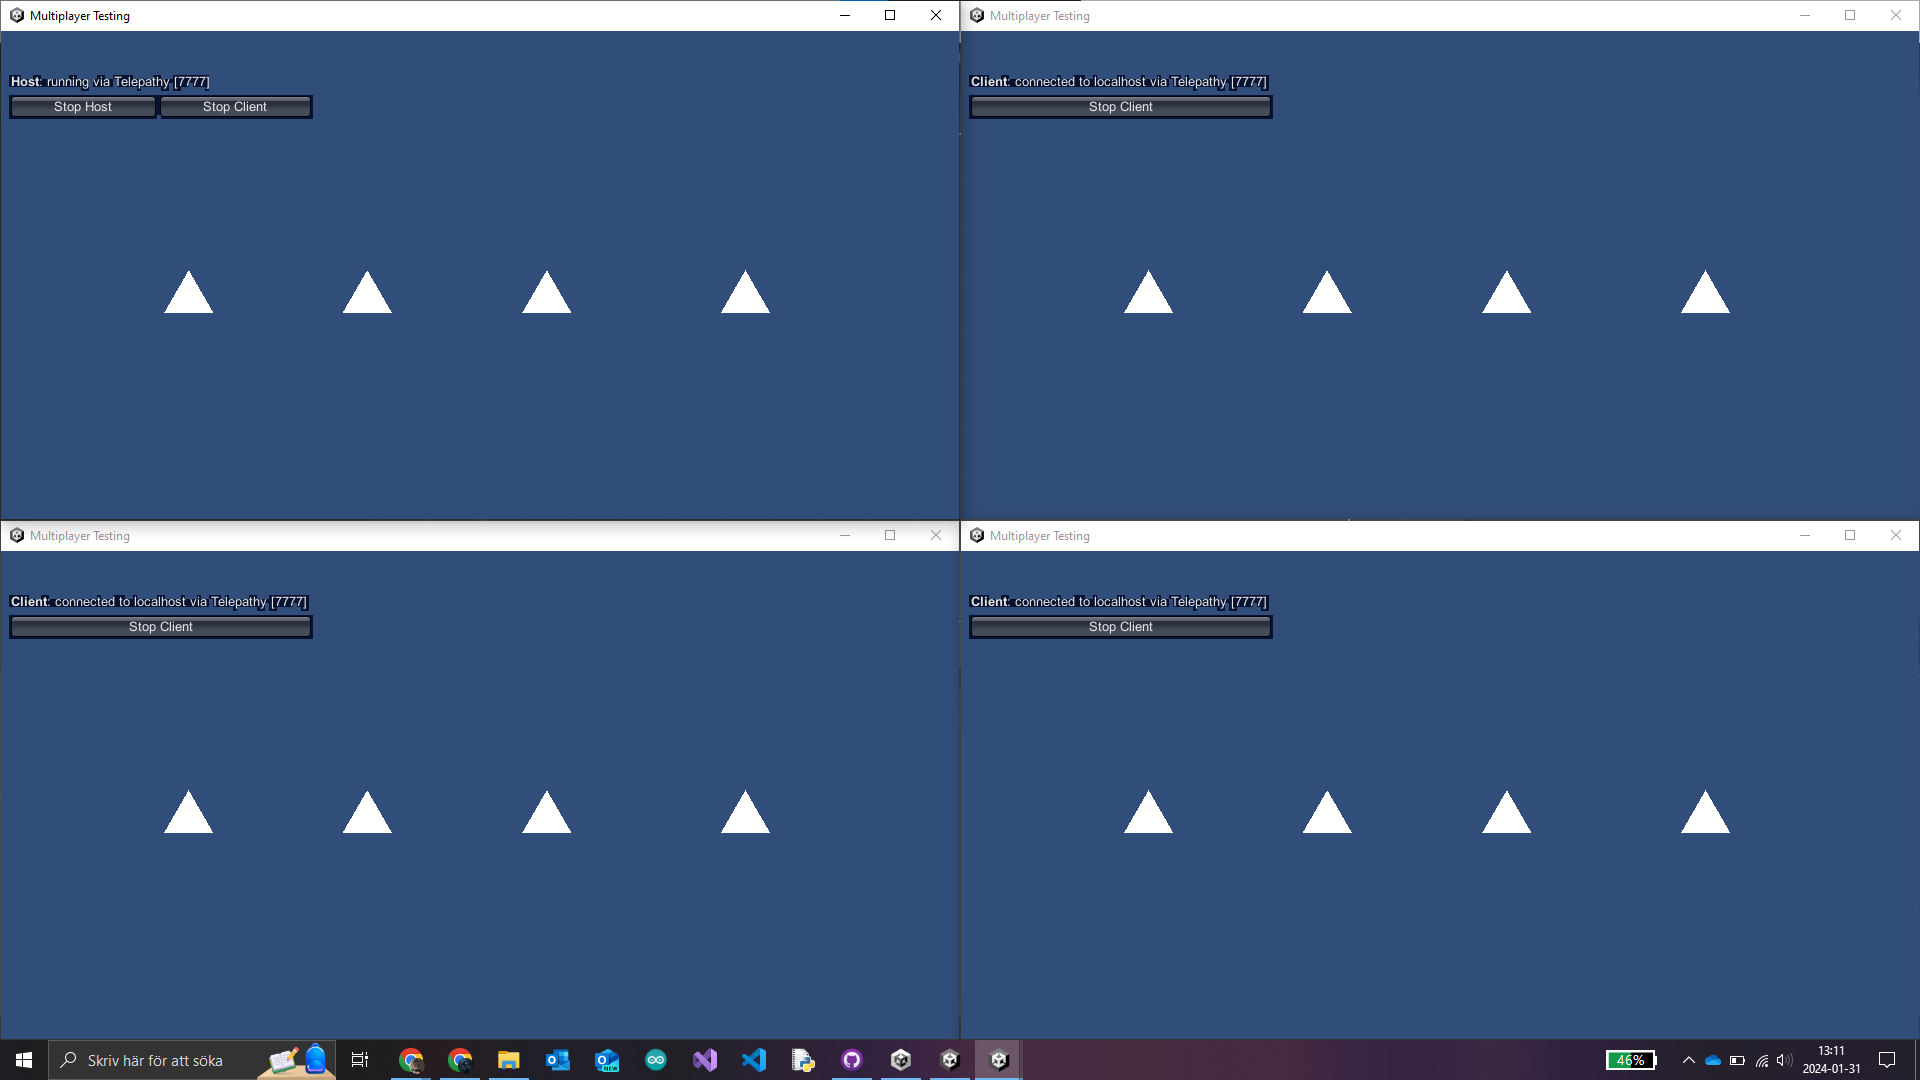 Multiplayer Testing
Host: running via Telepathy [7777]
Stop Host
Stop Client
Multiplayer Testing
Client: connected to localhost via Telepathy [7777]
Stop Client
Multiplayer Testing
Client: connected to localhost via Telepathy [7777]
Stop Client
Multiplayer Testing
Client: connected to localhost via Telepathy [7777]
Stop Client
Skriv här för att söka
NEW
46%
13:11
2024-01-31